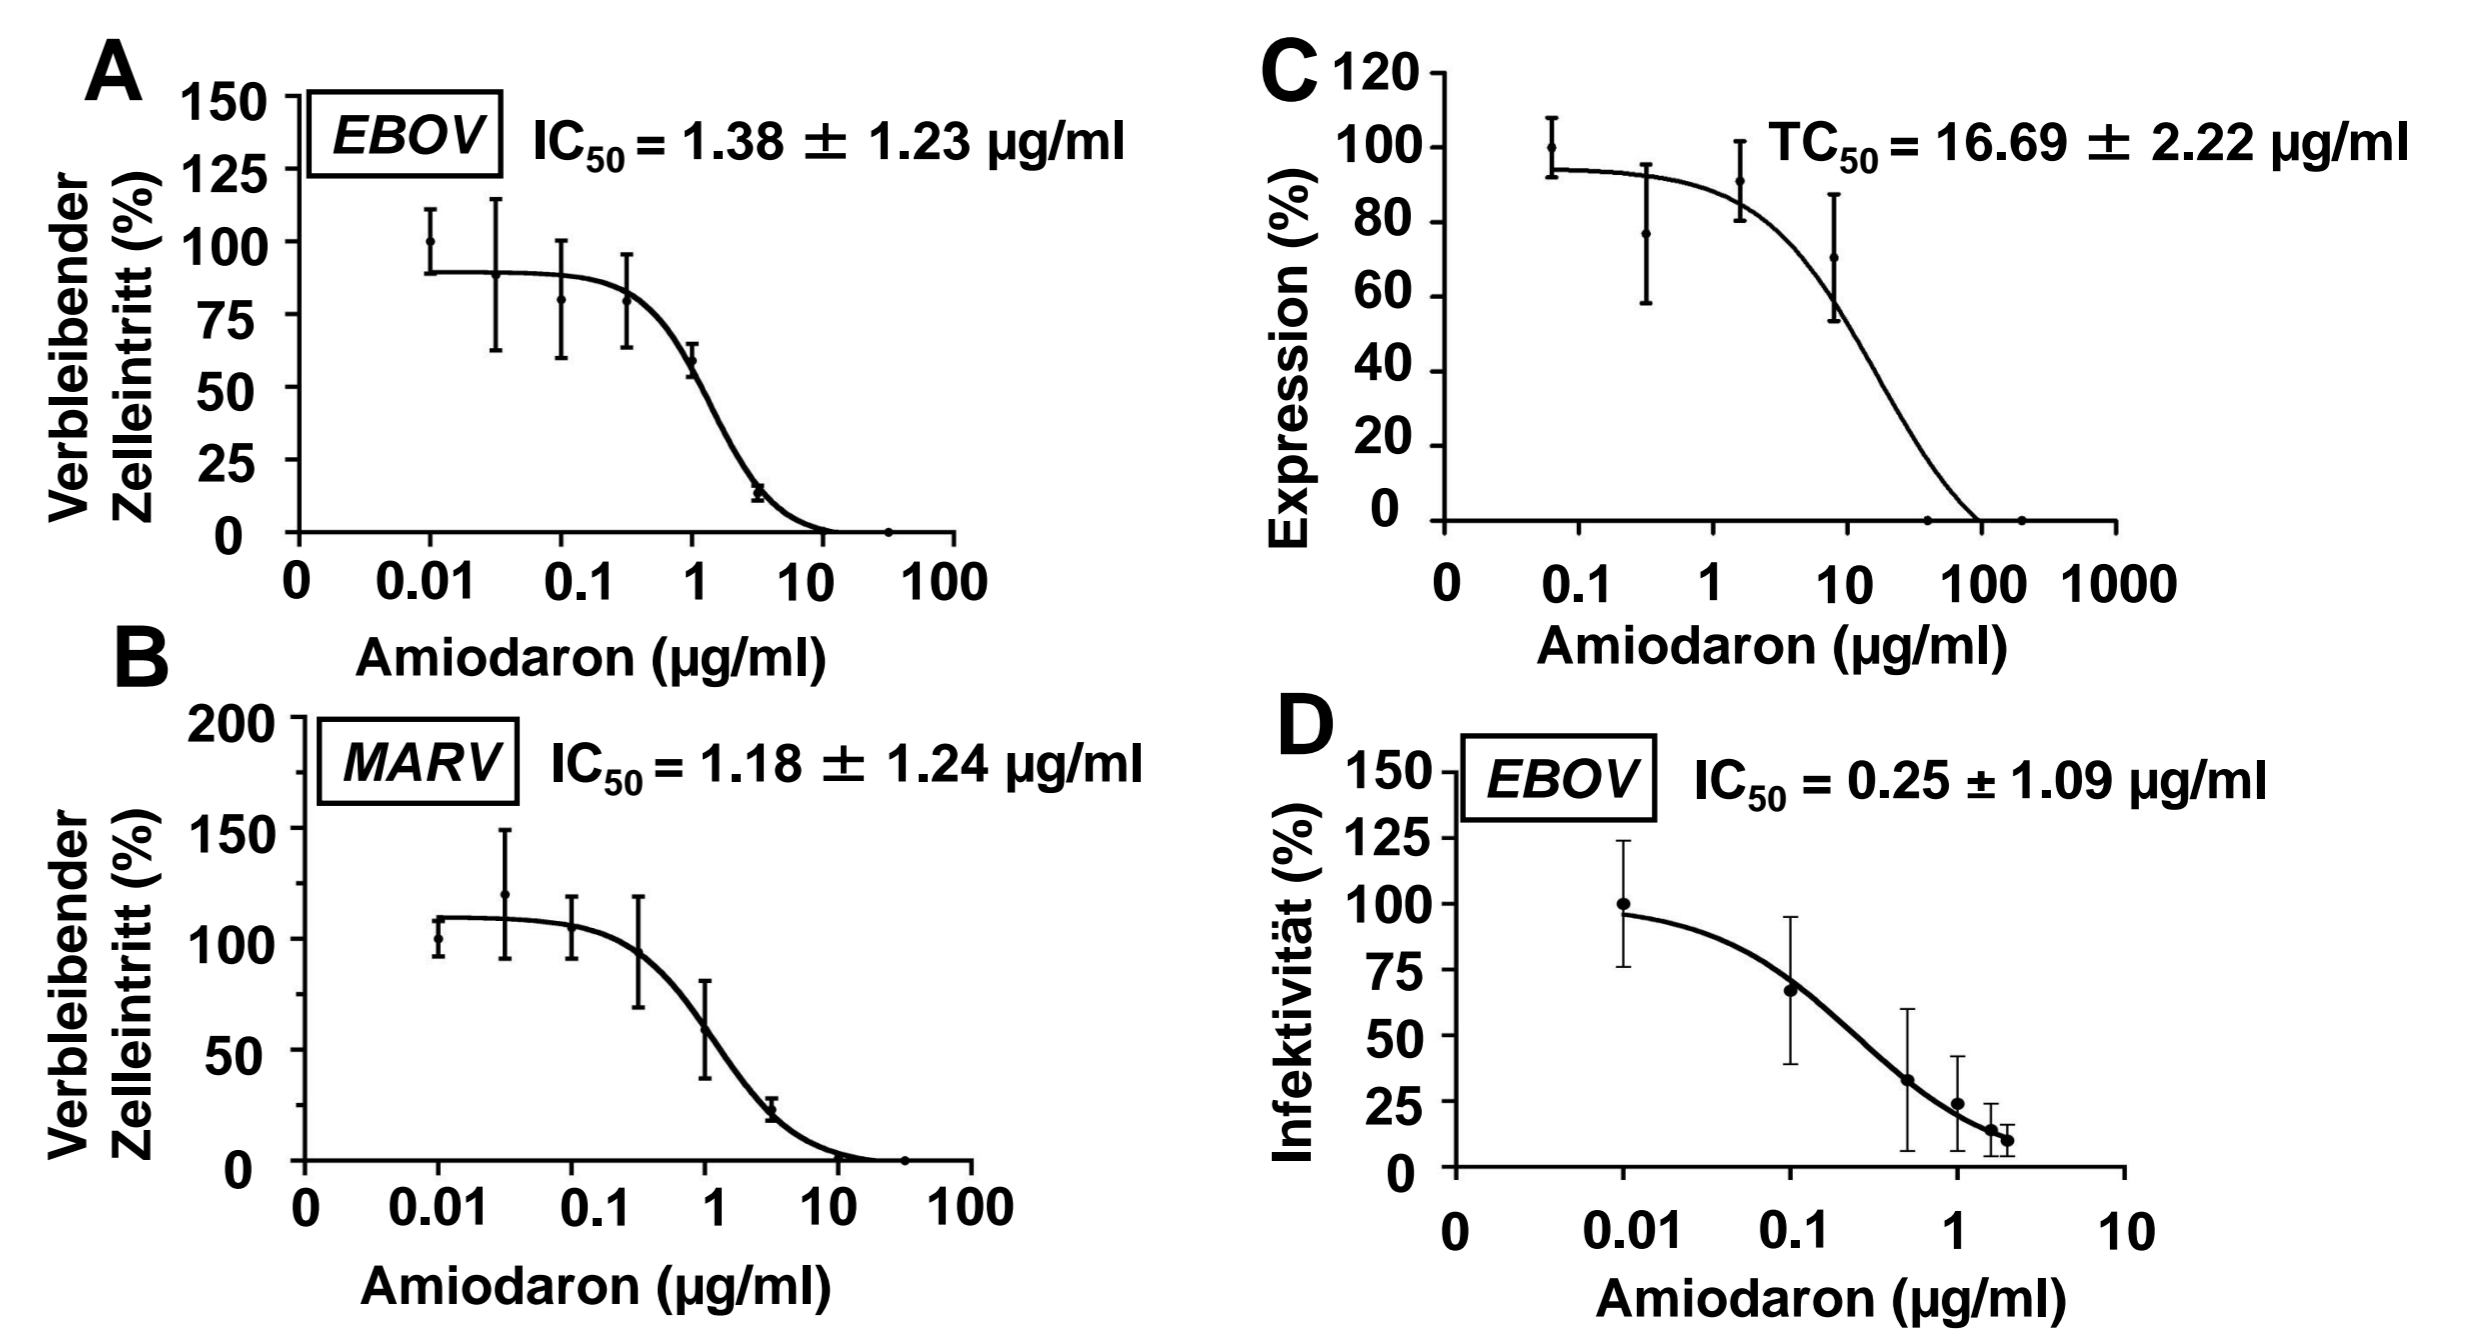 A
EBOV
IC50 = 1.38 ± 1.23 µg/ml
150
125
100
75
50
25
0
Verbleibender
Zelleintritt (%)
0 0.01 0.1 1 10 100
Amiodaron (µg/ml)
B
MARV
IC50 = 1.18 ± 1.24 µg/ml
200
150
100
50
0
Verbleibender
Zelleintritt (%)
0 0.01 0.1 1 10 100
Amiodaron (µg/ml)
C
TC50 = 16.69 ± 2.22 µg/ml
120
100
80
60
40
20
0
Expression (%)
0 0.1 1 10 100 1000
Amiodaron (µg/ml)
D
EBOV
IC50 = 0.25 ± 1.09 µg/ml
150
125
100
75
50
25
0
Infektivität (%)
0 0.01 0.1 1 10
Amiodaron (µg/ml)